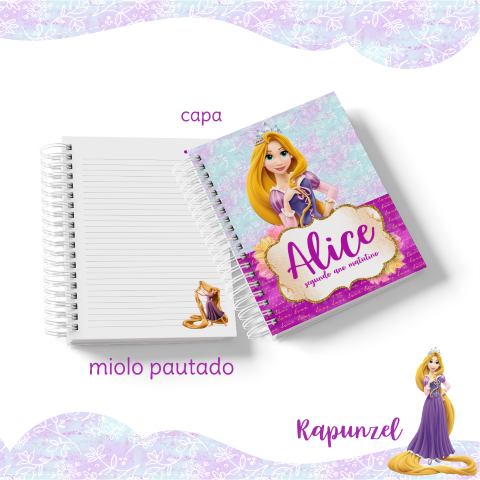 capa
Alice
segundo ano matutino
miolo pautado
Rapunzel